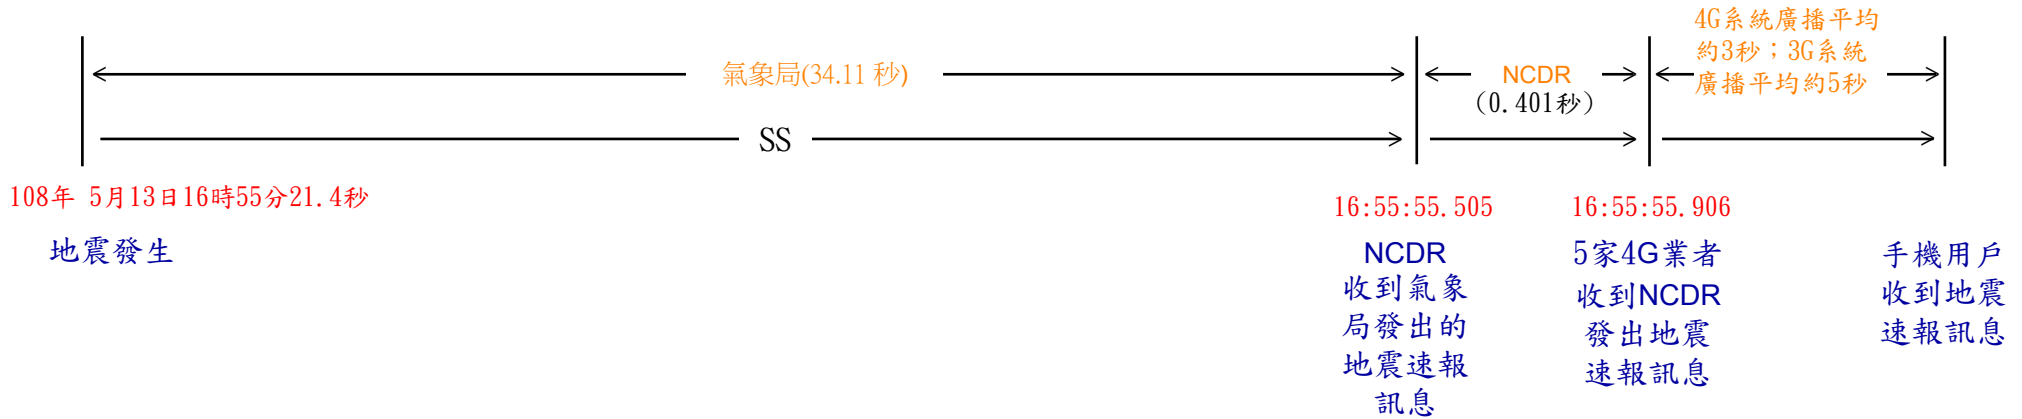 氣象局(34.11 秒)
NCDR
（0.401秒）
4G系統廣播平均
約3秒；3G系統
廣播平均約5秒
SS
108年 5月13日16時55分21.4秒
地震發生
16:55:55.505
NCDR
收到氣象
局發出的
地震速報
訊息
16:55:55.906
5家4G業者
收到NCDR
發出地震
速報訊息
手機用戶
收到地震
速報訊息